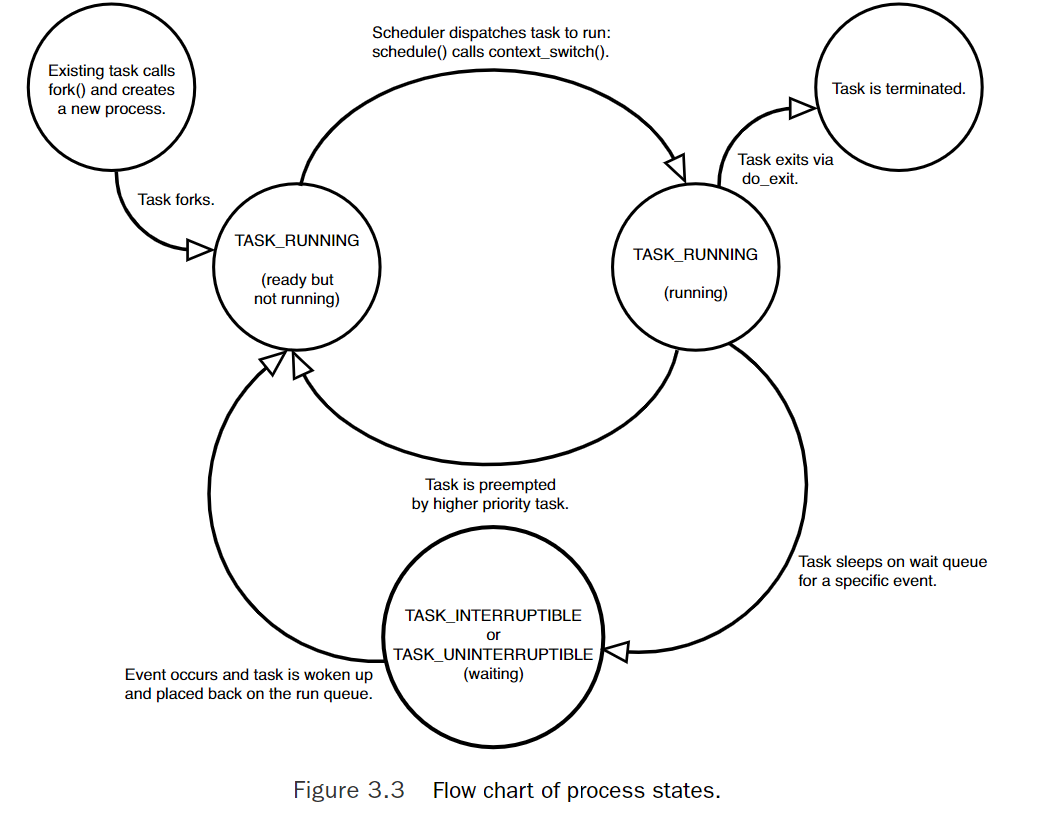 Scheduler dispatches task to run:
schedule() calls context_switch().
Existing task calls
fork() and creates
a new process.
Task is terminated.
Task exits via
do_exit.
Task forks.
TASK_RUNNING
(ready but
not running)
TASK_RUNNING
(running)
Task is preempted
by higher priority task.
Task sleeps on wait queue
for a specific event.
TASK_INTERRUPTIBLE
or
TASK_UNINTERRUPTIBLE
(waiting)
Event occurs and task is woken up
and placed back on the run queue.
Figure 3.3 Flow chart of process states.